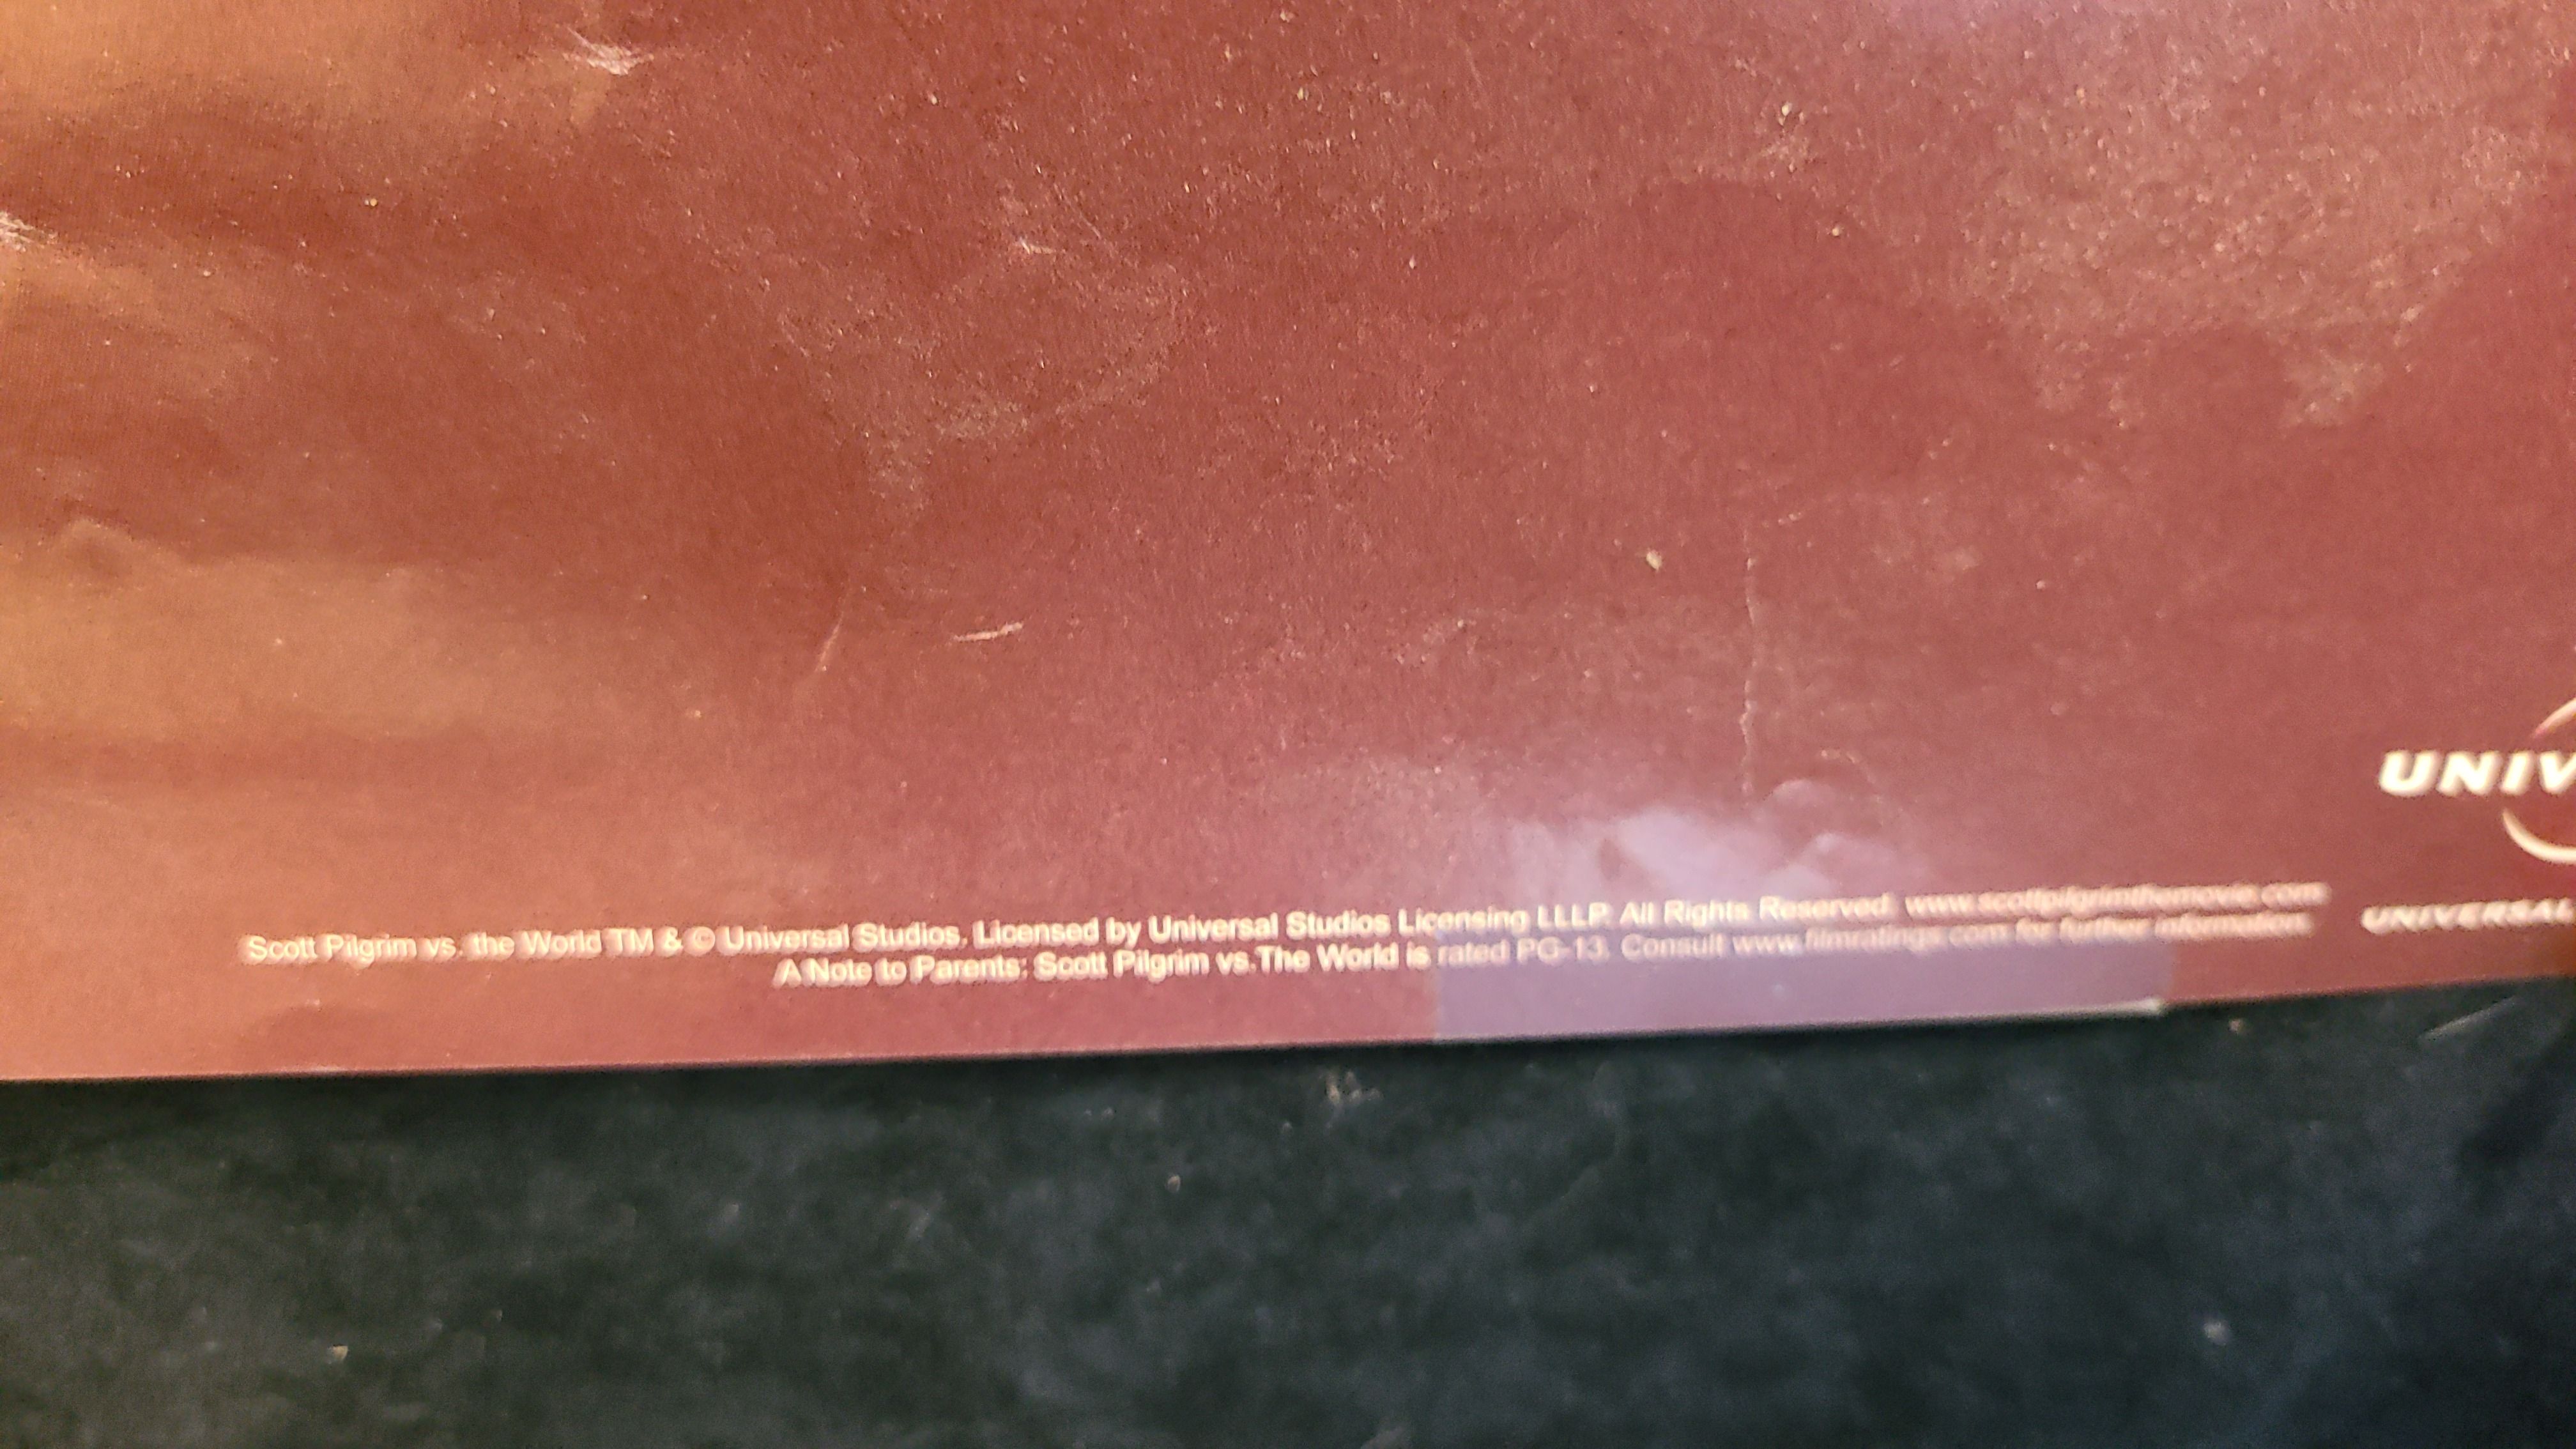 UNIV
Scott Pilgrim vs. the World TM & © Universal Studios. Licensed by Universal Studios Licensing LLLP. All Rights Reserved. www.scottpilgrimthemovie.com
A Note to Parents: Scott Pilgrim vs.The World is rated PG-13. Consult www.filmratings.com for further information.
UNIVERSAL